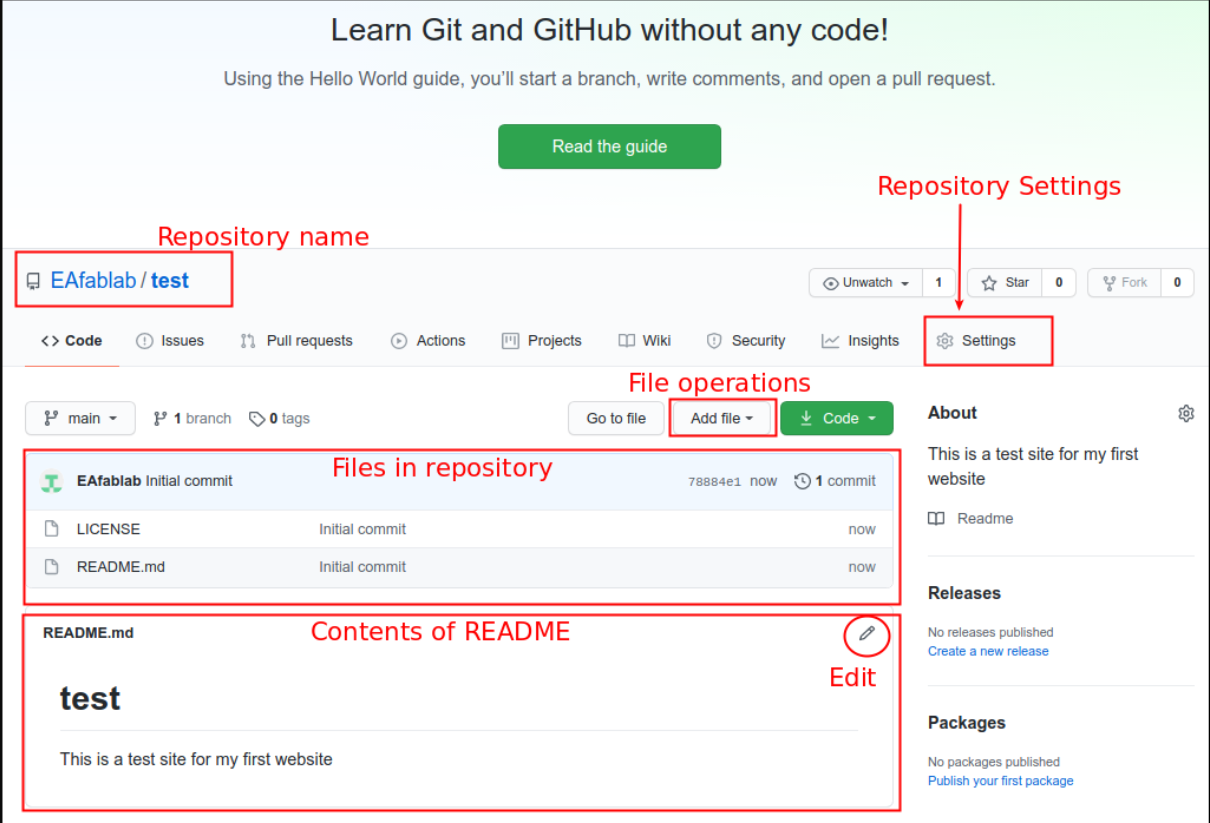 Learn Git and GitHub without any code!
Using the Hello World guide, you’ll start a branch, write comments, and open a pull request.
Read the guide
Repository Settings
Repository name
EAfablab / test
Unwatch 1 Star 0 Fork 0
Code Issues Pull requests Actions Projects Wiki Security Insights Settings
File operations
main 1 branch 0 tags Go to file Add file Code
Files in repository
EAfablab Initial commit 78884e1 now 1 commit
LICENSE Initial commit now
README.md Initial commit now
README.md Contents of README
Edit
test
This is a test site for my first website
About
This is a test site for my first
website
Readme
Releases
No releases published
Create a new release
Packages
No packages published
Publish your first package